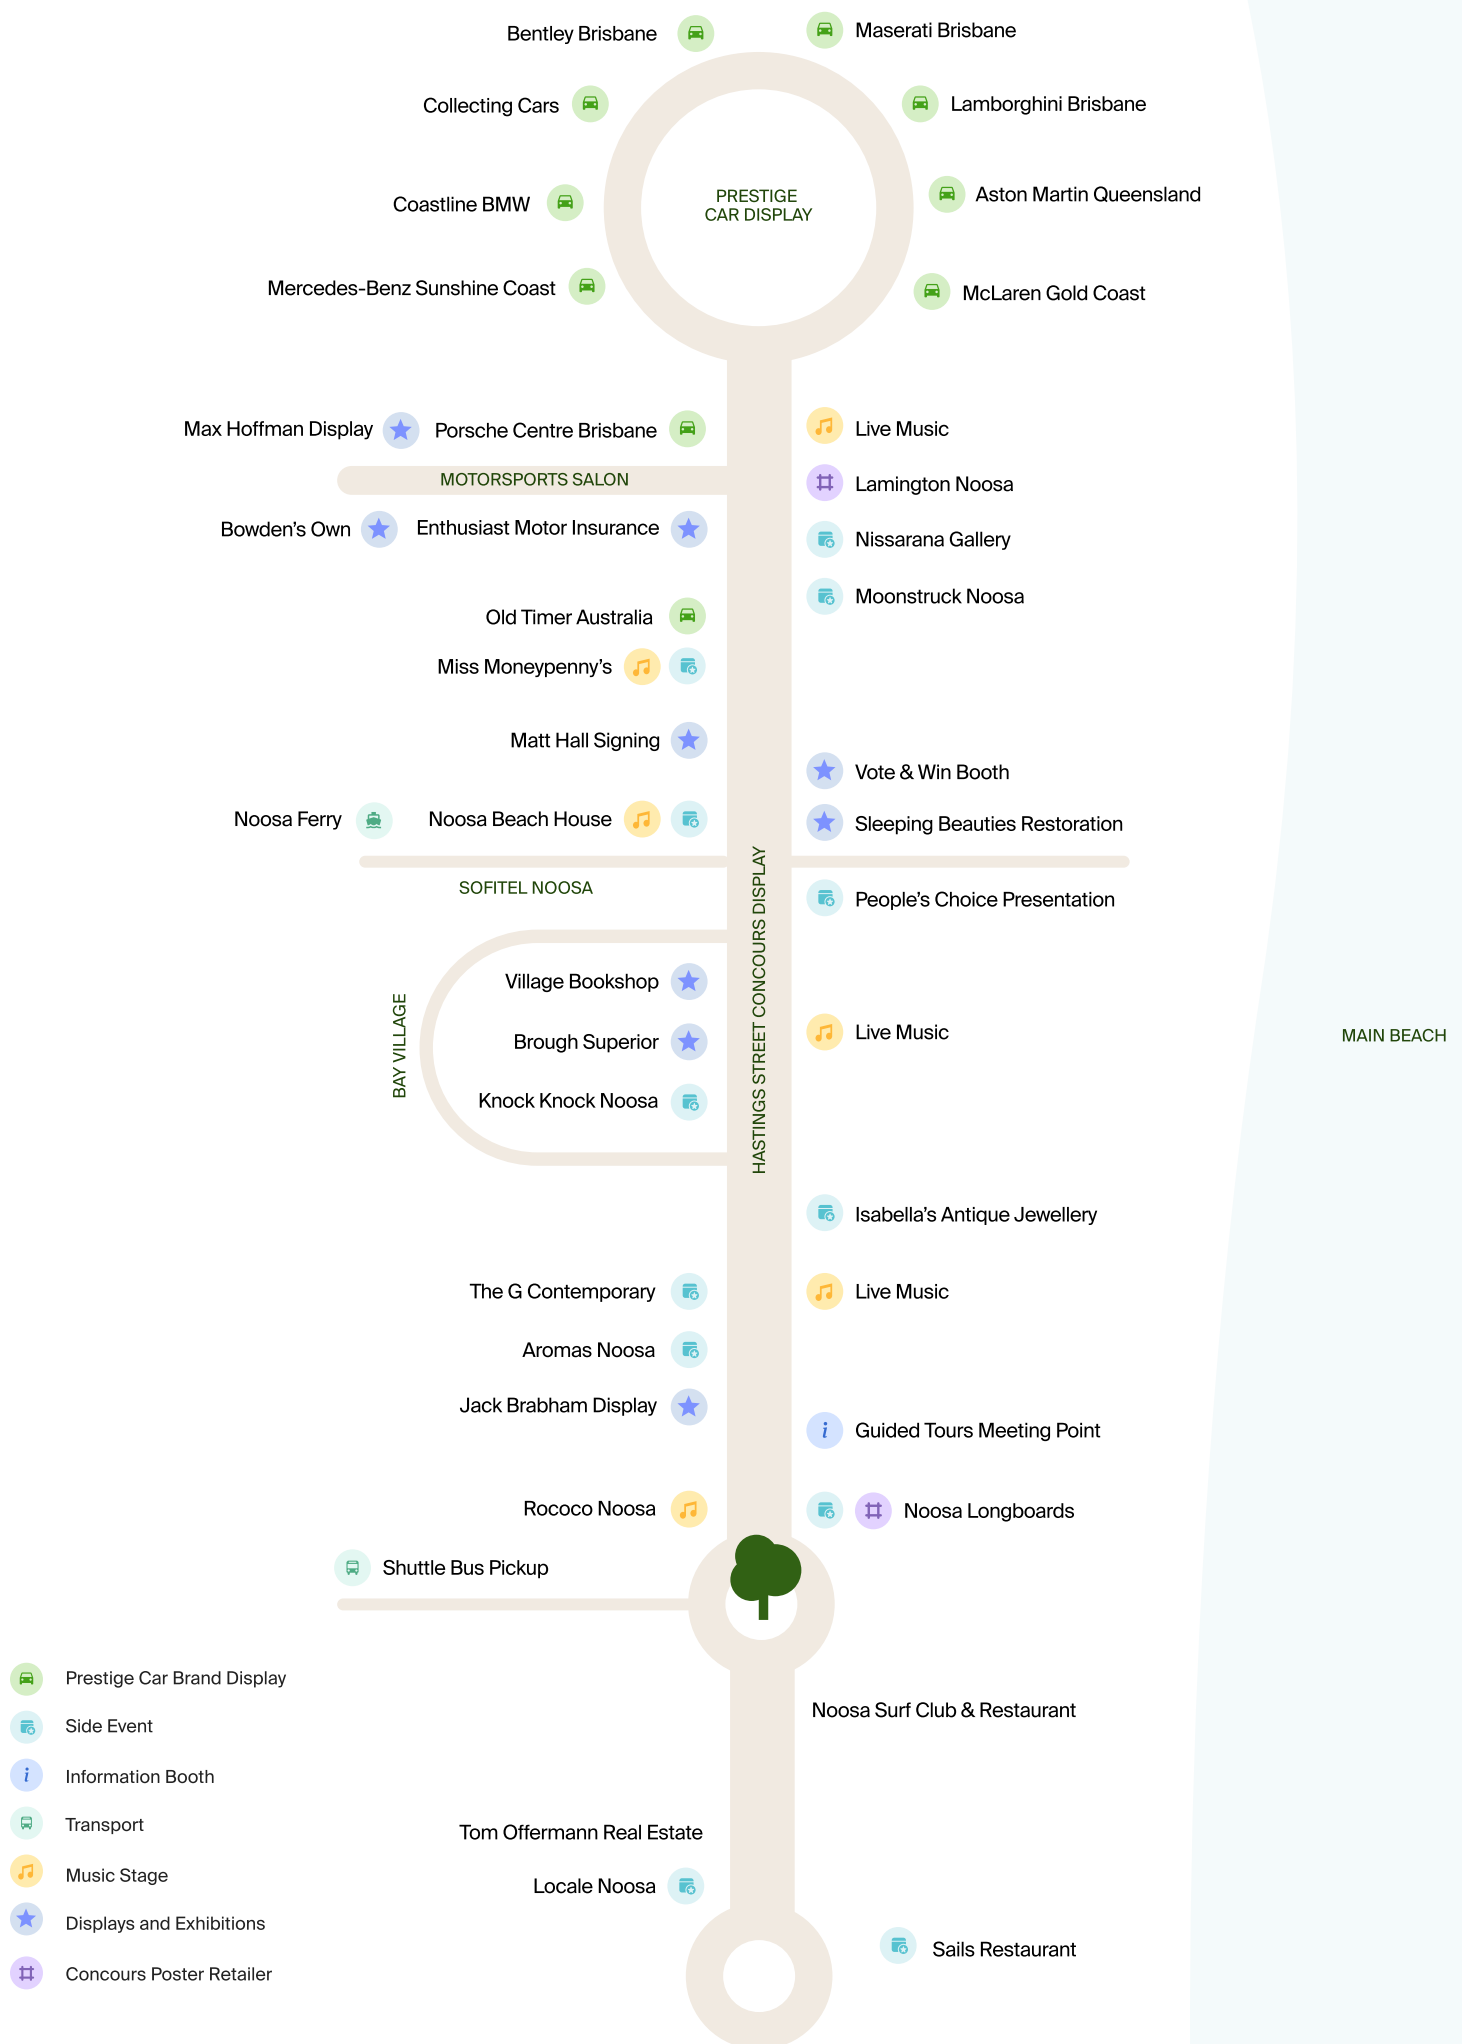 Bentley Brisbane
Maserati Brisbane
Collecting Cars
Lamborghini Brisbane
PRESTIGE
CAR DISPLAY
Coastline BMW
Aston Martin Queensland
Mercedes-Benz Sunshine Coast
McLaren Gold Coast
Max Hoffman Display
Porsche Centre Brisbane
Live Music
MOTORSPORTS SALON
Lamington Noosa
Bowden's Own
Enthusiast Motor Insurance
Nissarana Gallery
Moonstruck Noosa
Old Timer Australia
Miss Moneypenny's
Matt Hall Signing
Vote & Win Booth
Noosa Ferry
Noosa Beach House
Sleeping Beauties Restoration
SOFITEL NOOSA
People's Choice Presentation
HASTINGS STREET CONCOURS DISPLAY
BAY VILLAGE
Village Bookshop
Brough Superior
Live Music
MAIN BEACH
Knock Knock Noosa
Isabella's Antique Jewellery
The G Contemporary
Live Music
Aromas Noosa
Jack Brabham Display
Guided Tours Meeting Point
Rococo Noosa
Noosa Longboards
Shuttle Bus Pickup
Prestige Car Brand Display
Side Event
Information Booth
Transport
Music Stage
Displays and Exhibitions
Concours Poster Retailer
Noosa Surf Club & Restaurant
Tom Offermann Real Estate
Locale Noosa
Sails Restaurant